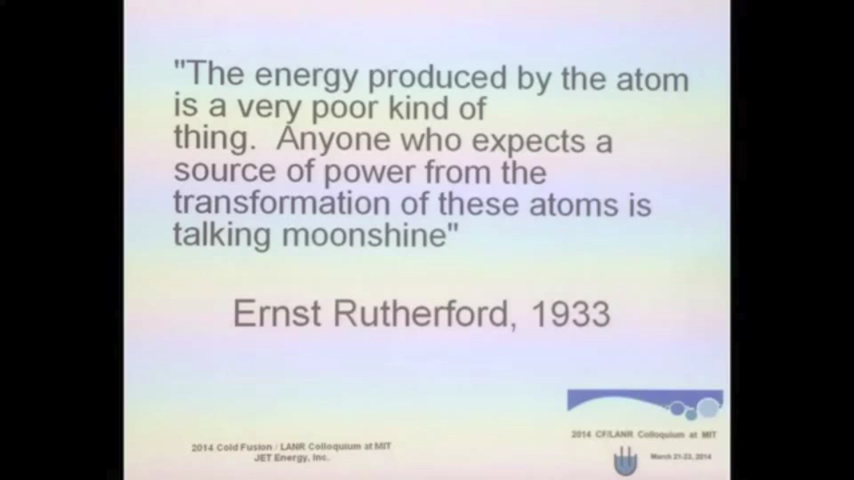 "The energy produced by the atom
is a very poor kind of
thing.  Anyone who expects a
source of power from the
transformation of these atoms is
talking moonshine"
Ernst Rutherford, 1933
2014 CF/LANR Colloquium at MIT
2014 Cold Fusion / LANR Colloquium at MIT
JET Energy, Inc.
March 21-23, 2014